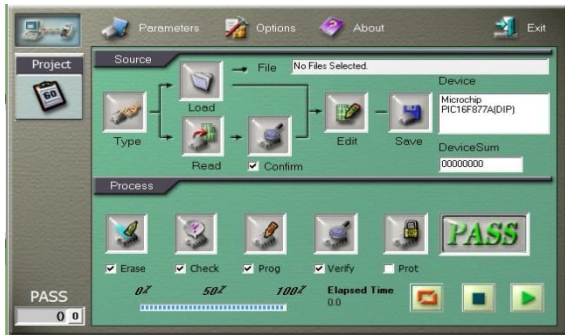 Parameters
Options
About
Exit
Project
GO
Source
File
No Files Selected.
Device
Microchip
PIC16F877A(DIP)
Load
Type
Edit
Save
DeviceSum
00000000
Read
Confirm
Process
PASS
Erase
Check
Prog
Verify
Prot
0%
50%
100%
Elapsed Time
0.0
PASS
0 0